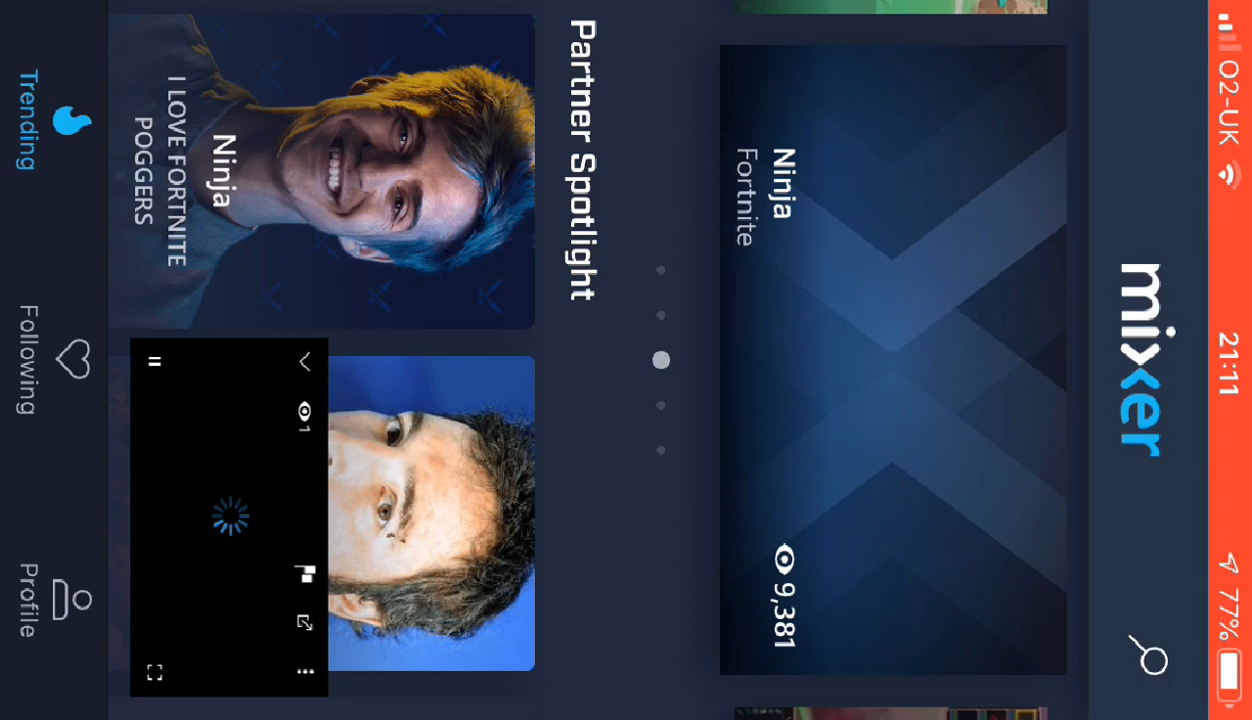 O2-UK 21:11 77%
mixer
Ninja
Fortnite
9,381
Partner Spotlight
Ninja
I LOVE FORTNITE
POGGERS
1
Trending Following Profile